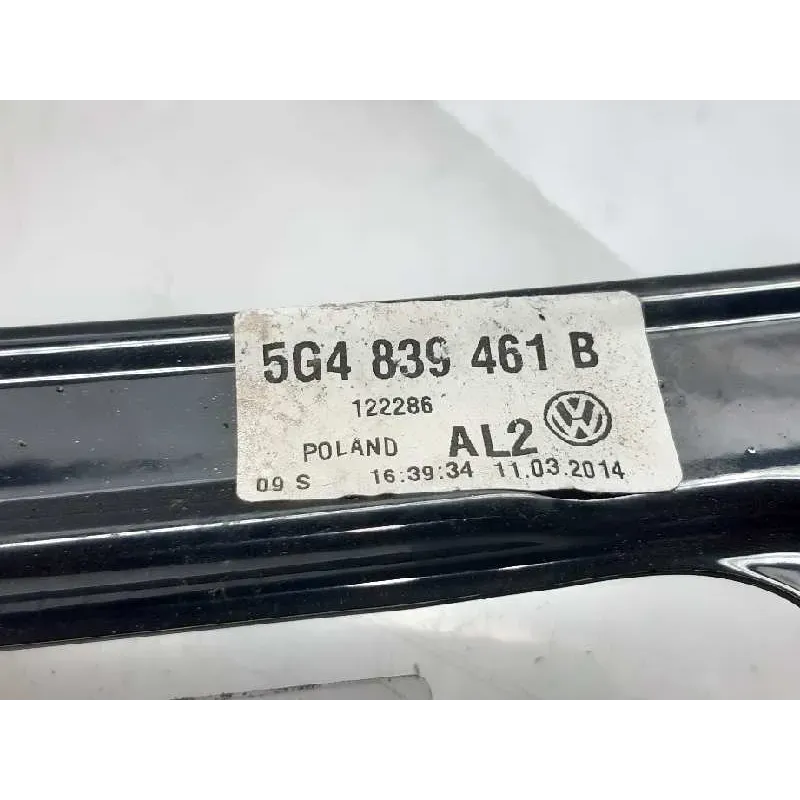 5G4 839 461 B
122286
POLAND AL2
09 S 16:39:34 11.03.2014